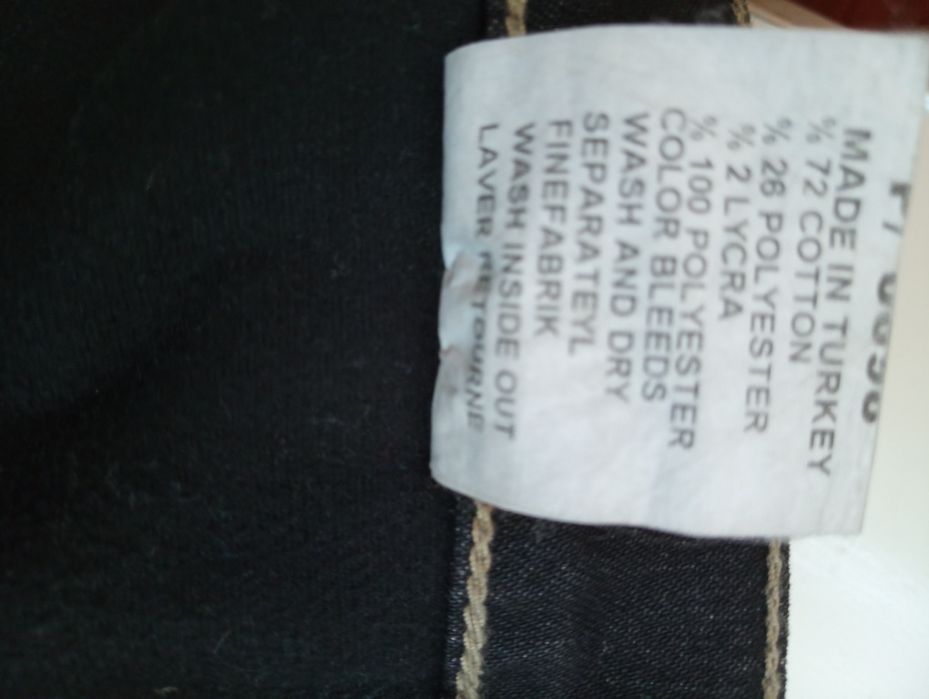 MADE IN TURKEY
% 72 COTTON
% 26 POLYESTER
% 2 LYCRA
% 100 POLYESTER
COLOR BLEEDS
WASH AND DRY
SEPARATEYL
FINEFABRIK
WASH INSIDE OUT
LAVER RETOURNE